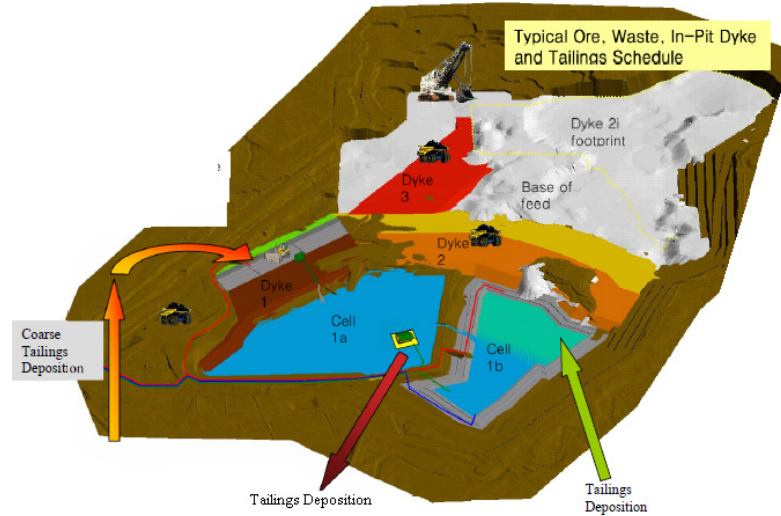 Typical Ore, Waste, In-Pit Dyke
and Tailings Schedule
Dyke 2i
footprint
Dyke
3
Base of
feed
Dyke
2
Dyke
1
Cell
1a
Cell
1b
Coarse
Tailings
Deposition
Tailings Deposition
Tailings
Deposition